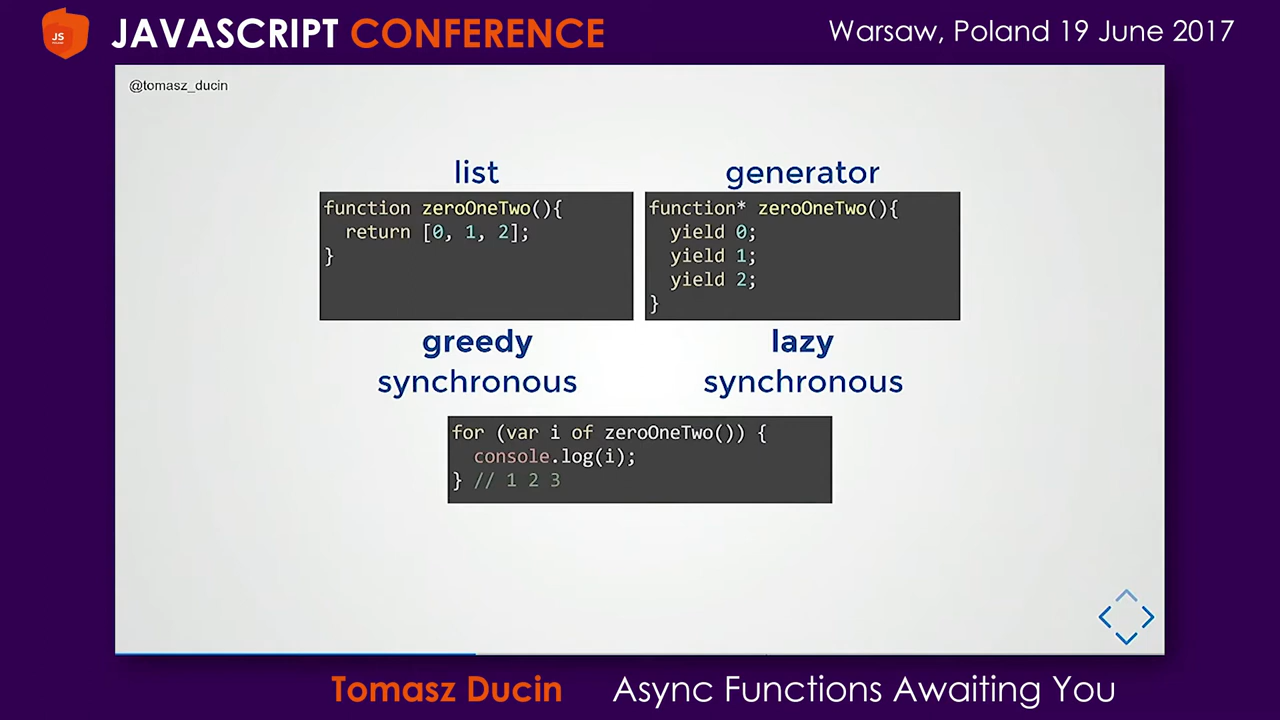 JS
JAVASCRIPT CONFERENCE
Warsaw, Poland 19 June 2017
@tomasz_ducin
list
function zeroOneTwo(){
return [0, 1, 2];
}
greedy
synchronous
generator
function* zeroOneTwo(){
yield 0;
yield 1;
yield 2;
}
lazy
synchronous
for (var i of zeroOneTwo()) {
console.log(i);
} // 1 2 3
Tomasz Ducin
Async Functions Awaiting You